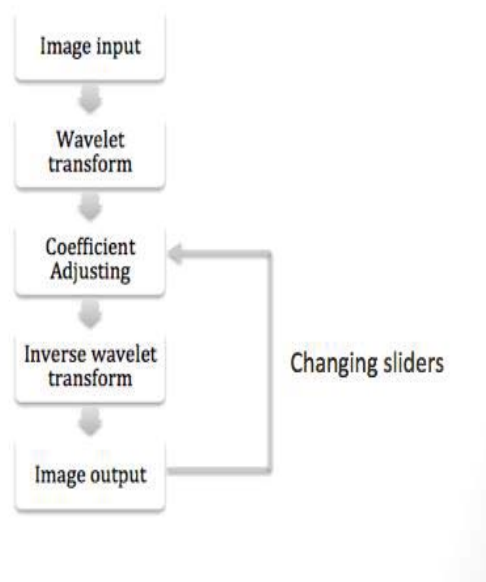 Image input
Wavelet
transform
Coefficient
Adjusting
Inverse wavelet
transform
Changing sliders
Image output